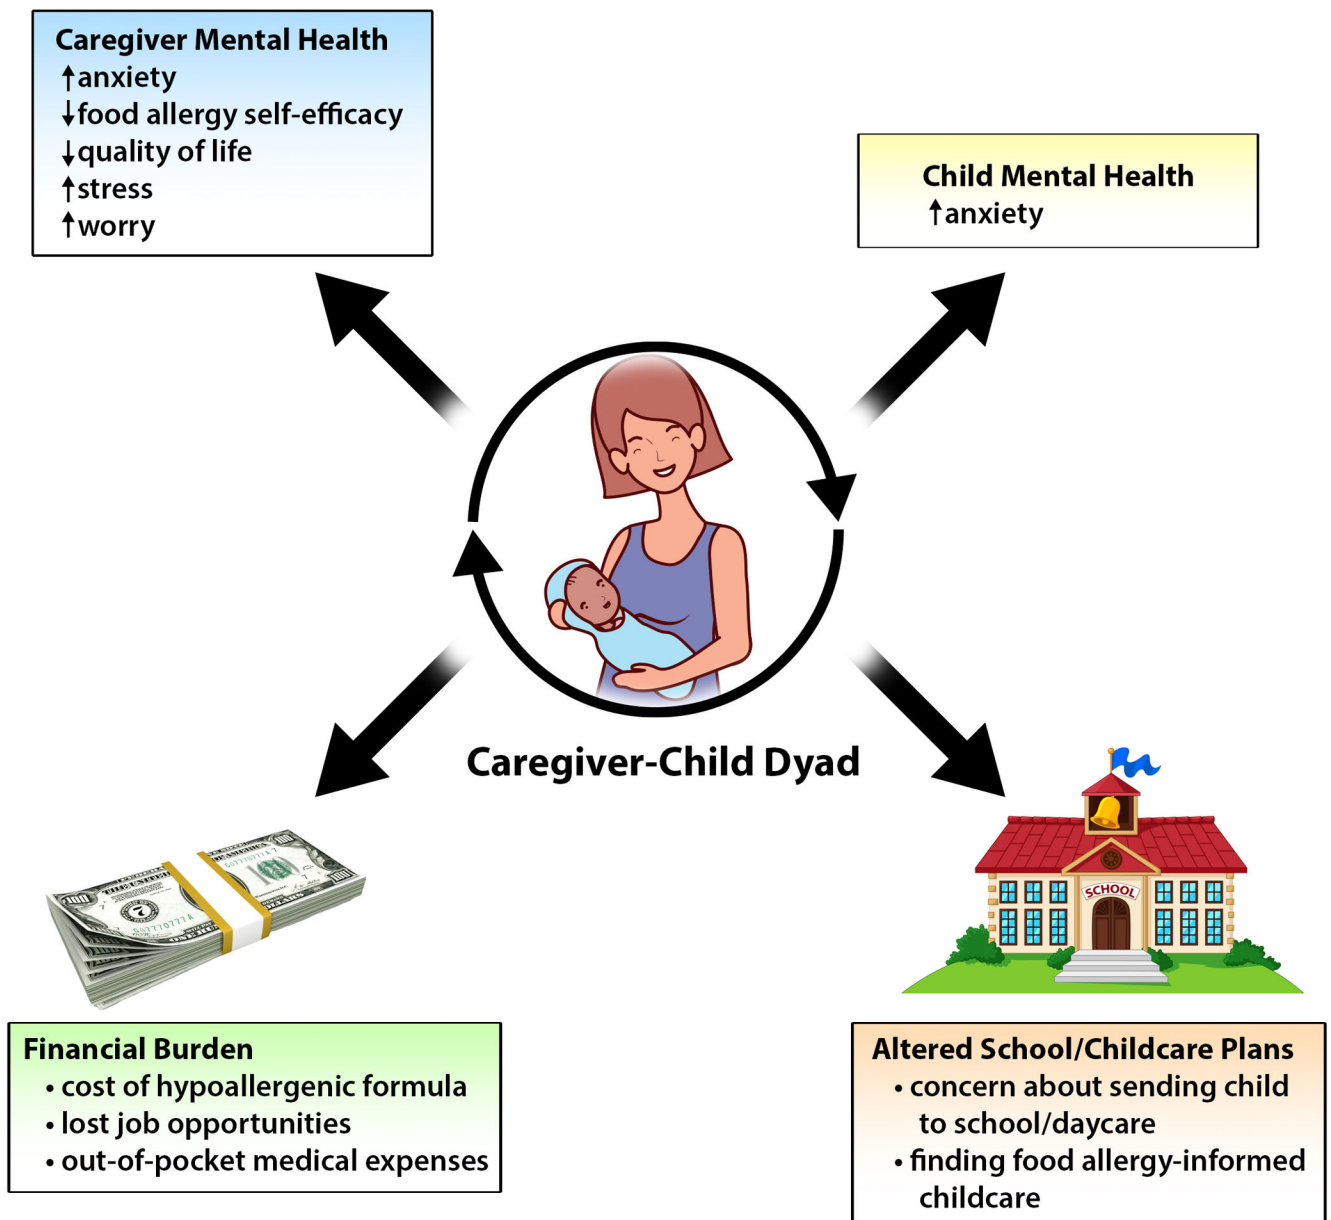 Caregiver Mental Health
↑anxiety
↓food allergy self-efficacy
↓quality of life
↑stress
↑worry
Child Mental Health
↑anxiety
Caregiver-Child Dyad
SCHOOL
Financial Burden
• cost of hypoallergenic formula
• lost job opportunities
• out-of-pocket medical expenses
Altered School/Childcare Plans
• concern about sending child
to school/daycare
• finding food allergy-informed
childcare